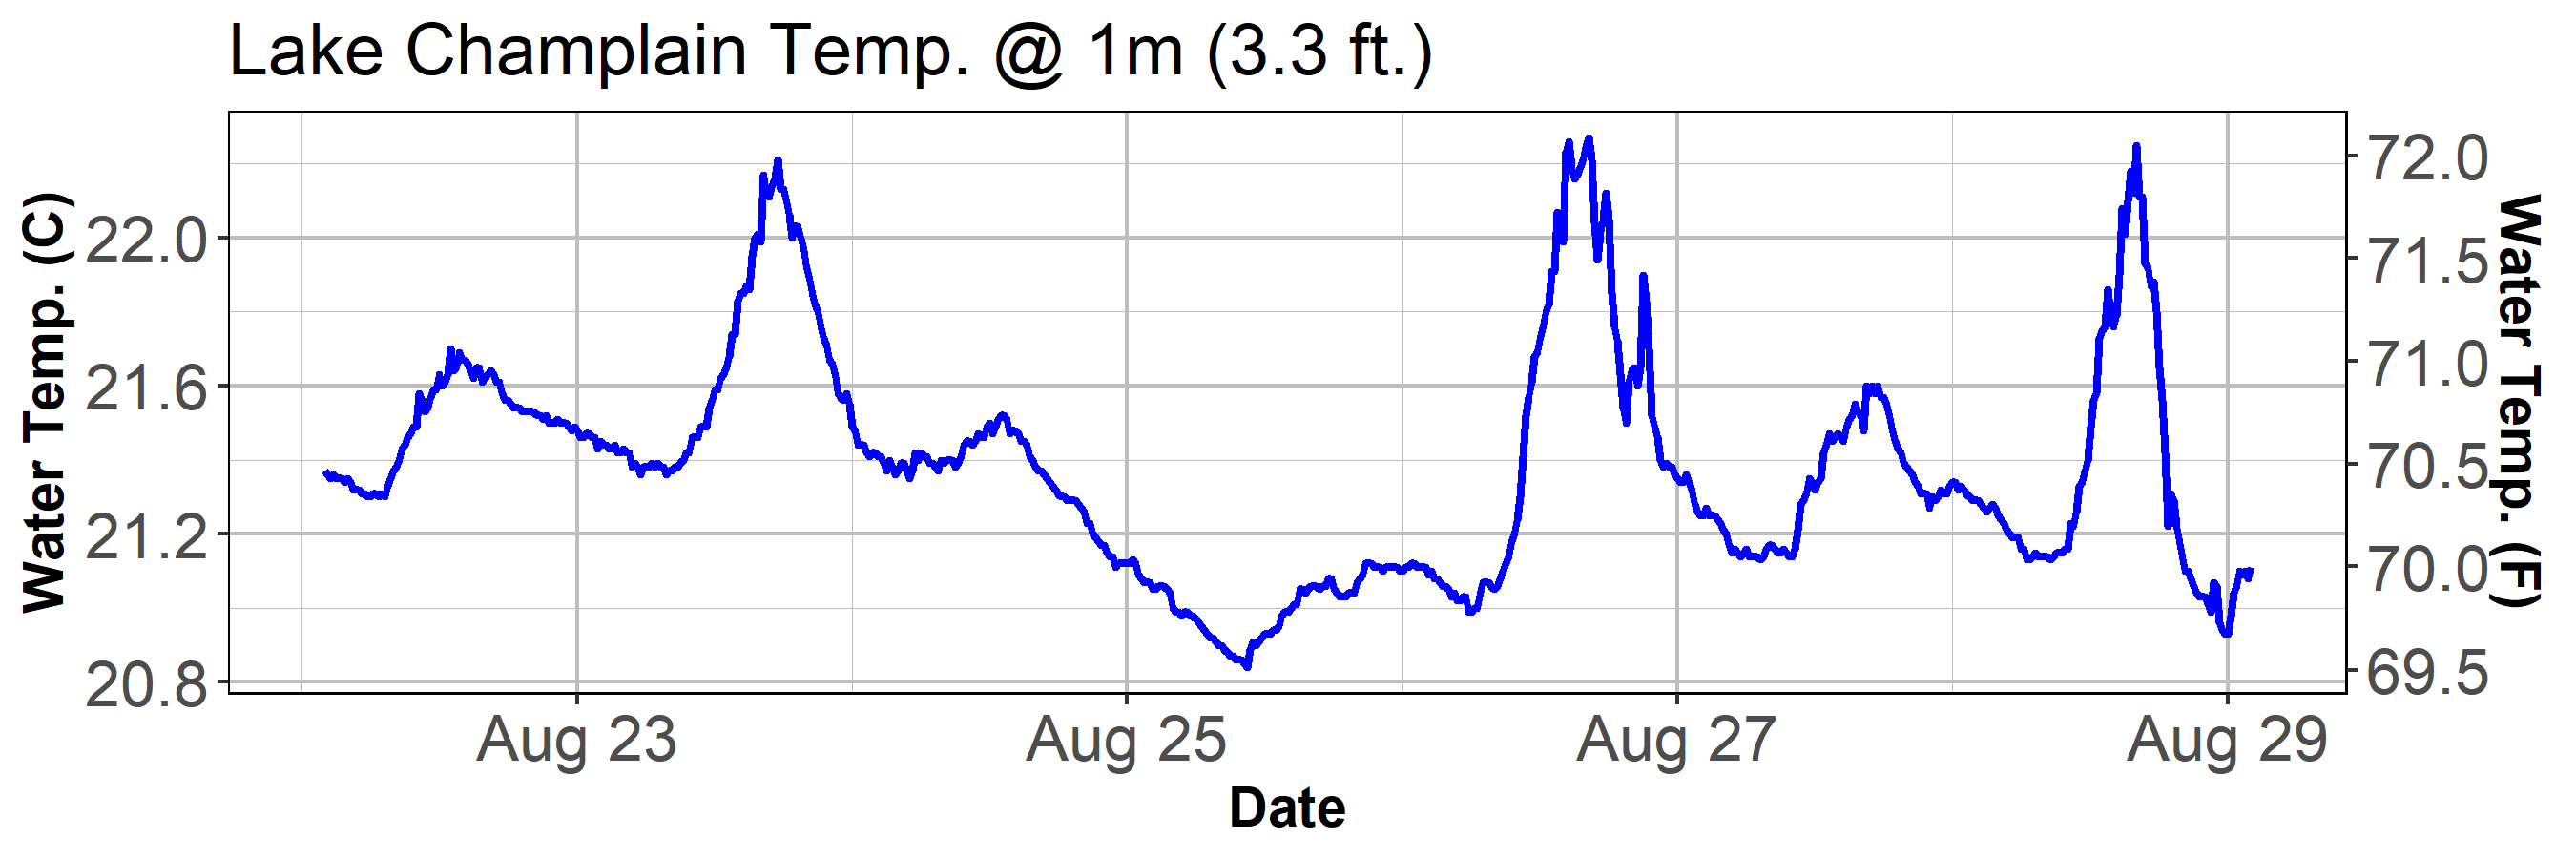 Lake Champlain Temp. @ 1m (3.3 ft.)
Water Temp. (C)
22.0
21.6
21.2
20.8
72.0
71.5
71.0
70.5
70.0
69.5
Water Temp. (F)
Aug 23
Aug 25
Aug 27
Aug 29
Date